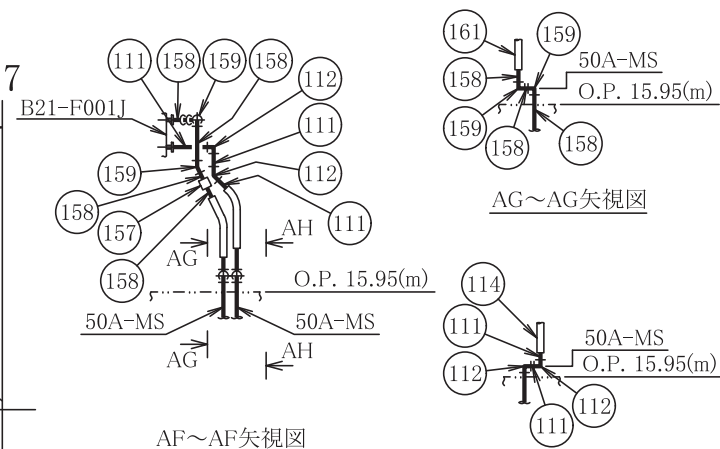 7
111
158
159
158
112
B21-F001J
111
159
112
158
157
111
158
AG
AH
O.P. 15.95(m)
50A-MS
50A-MS
AG
AH
AF～AF矢視図
161
159
158
50A-MS
O.P. 15.95(m)
159
158
158
AG～AG矢視図
114
111
50A-MS
112
O.P. 15.95(m)
112
111